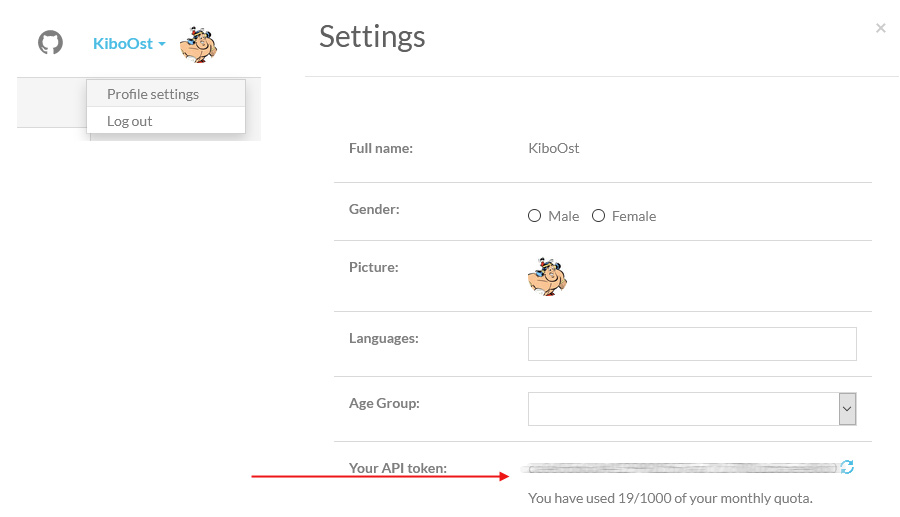 KiboOst
Profile settings
Log out
Settings
×
Full name: KiboOst
Gender: Male Female
Picture:
Languages:
Age Group:
Your API token:
You have used 19/1000 of your monthly quota.